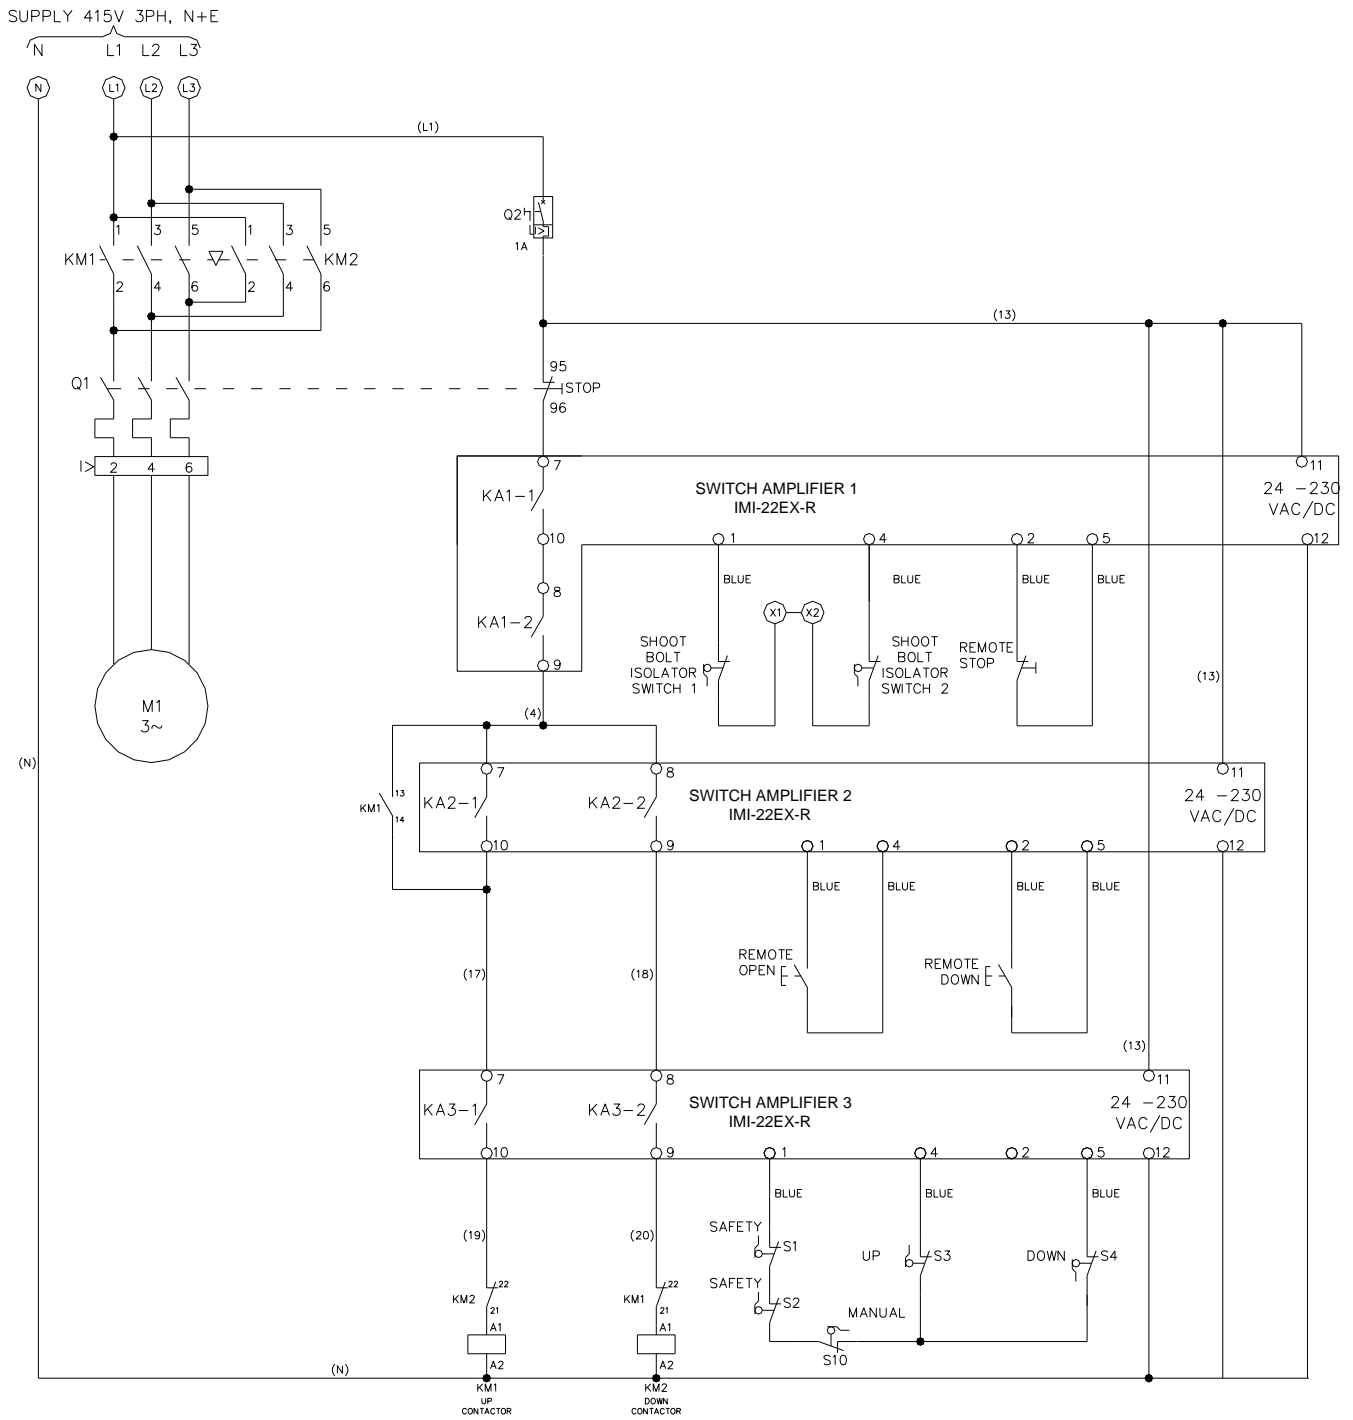 SUPPLY 415V 3PH, N+E
N L1 L2 L3
N L1 L2 L3
(L1)
Q2
1A
1 3 5 1 3 5
KM1 KM2
2 4 6 2 4 6
(13)
95
Q1 STOP
96
I> 2 4 6
7 11
KA1-1
SWITCH AMPLIFIER 1
IMI-22EX-R
24 -230
VAC/DC
10 1 4 2 5 12
BLUE BLUE BLUE BLUE
8
KA1-2
X1 X2
SHOOT
BOLT
ISOLATOR
SWITCH 1
SHOOT
BOLT
ISOLATOR
SWITCH 2
REMOTE
STOP
9
(13)
M1
3~
(4)
(N)
7 8 11
KM1 13
14
KA2-1 KA2-2
SWITCH AMPLIFIER 2
IMI-22EX-R
24 -230
VAC/DC
10 9 1 4 2 5 12
BLUE BLUE BLUE BLUE
REMOTE
OPEN
REMOTE
DOWN
(17) (18)
(13)
7 8 11
KA3-1 KA3-2
SWITCH AMPLIFIER 3
IMI-22EX-R
24 -230
VAC/DC
10 9 1 4 2 5 12
BLUE BLUE BLUE
(19) (20)
SAFETY S1
UP S3
DOWN S4
SAFETY S2
MANUAL
S10
KM2 22
21
KM1 22
21
A1 A1
A2 A2
(N)
KM1
UP
CONTACTOR
KM2
DOWN
CONTACTOR